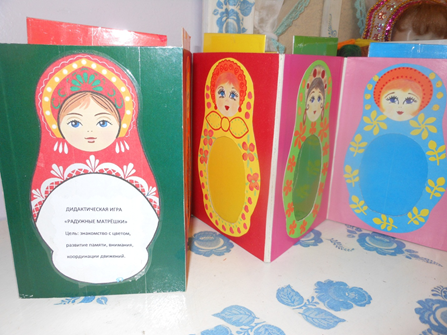 ДИДАКТИЧЕСКАЯ ИГРА
«РАДУЖНЫЕ МАТРЁШКИ»
Цель: знакомство с цветом,
развитие памяти, внимания,
координации движений.